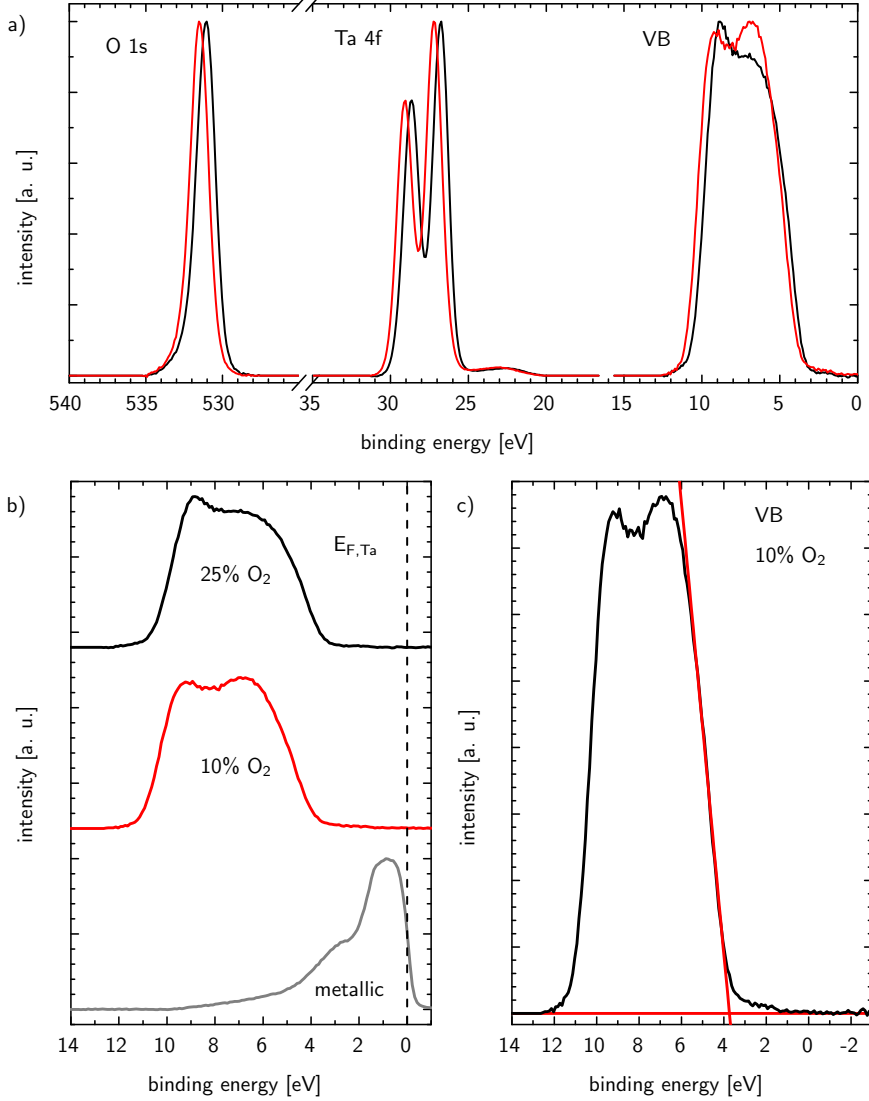 a)
O 1s
Ta 4f
VB
intensity [a. u.]
540 535 530 35 30 25 20 15 10 5 0
binding energy [eV]
b)
E_F,Ta
25% O₂
10% O₂
metallic
intensity [a. u.]
14 12 10 8 6 4 2 0
binding energy [eV]
c)
VB
10% O₂
intensity [a. u.]
14 12 10 8 6 4 2 0 -2
binding energy [eV]